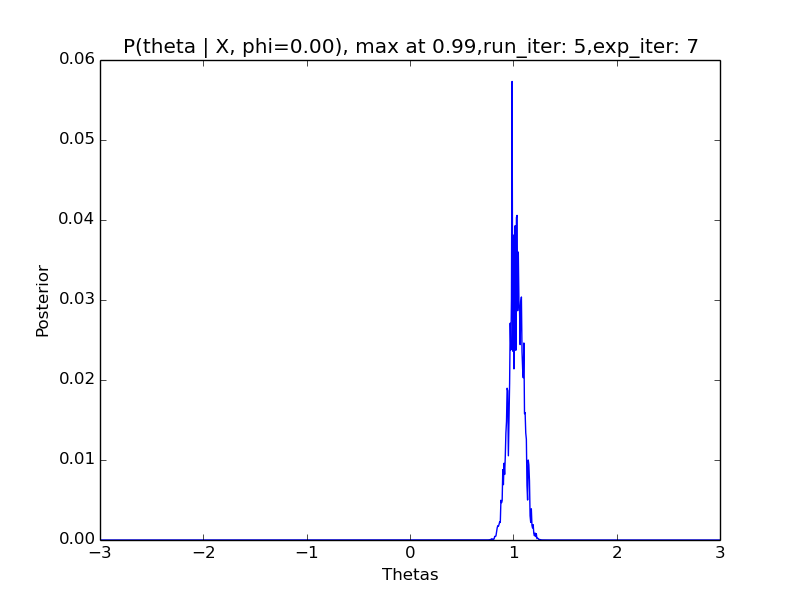 P(theta | X, phi=0.00), max at 0.99,run_iter: 5,exp_iter: 7
0.06
0.05
0.04
0.03
0.02
0.01
0.00
Posterior
−3 −2 −1 0 1 2 3
Thetas